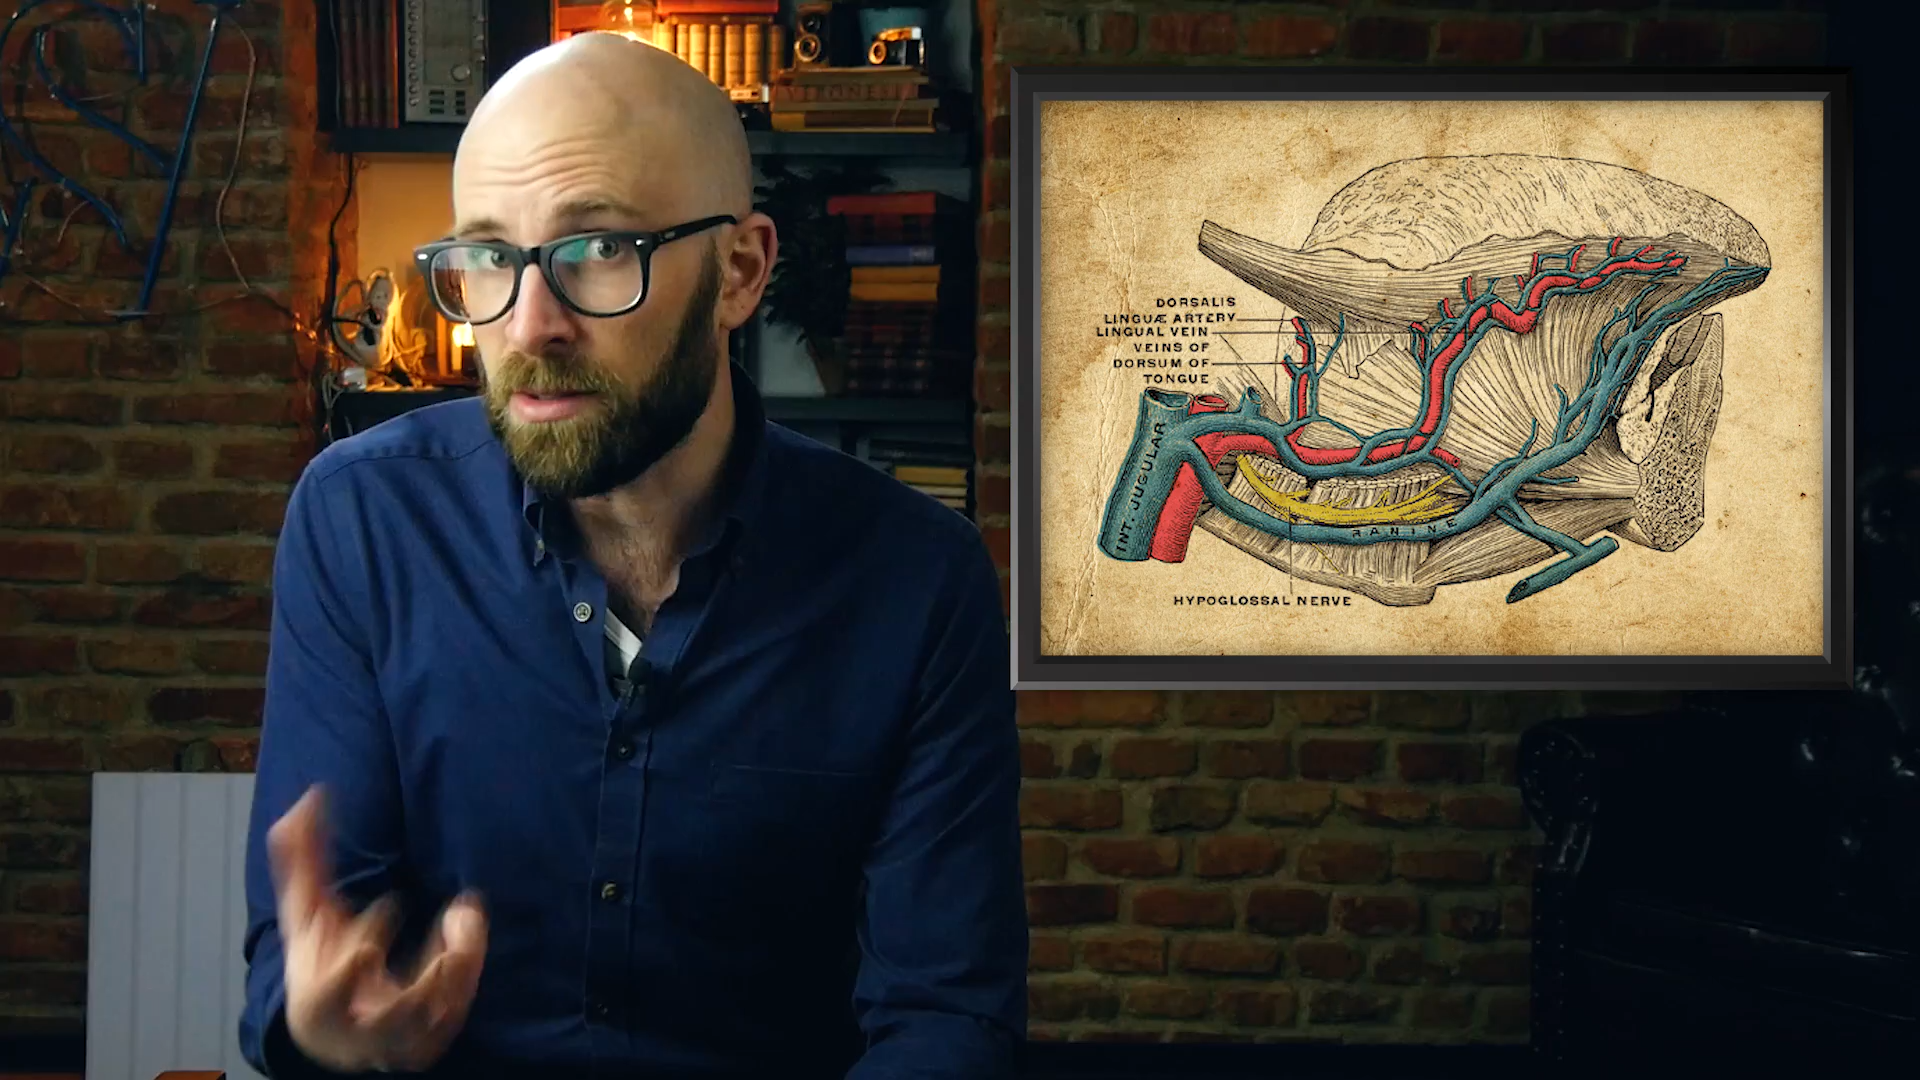 DORSALIS
LINGUÆ ARTERY
LINGUAL VEIN
VEINS OF
DORSUM OF
TONGUE
INT. JUGULAR
RANINE
HYPOGLOSSAL NERVE